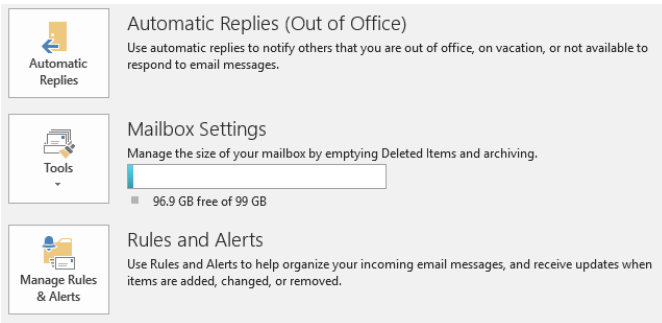 Automatic Replies
Automatic Replies (Out of Office)
Use automatic replies to notify others that you are out of office, on vacation, or not available to
respond to email messages.
Tools
Mailbox Settings
Manage the size of your mailbox by emptying Deleted Items and archiving.
96.9 GB free of 99 GB
Manage Rules
& Alerts
Rules and Alerts
Use Rules and Alerts to help organize your incoming email messages, and receive updates when
items are added, changed, or removed.